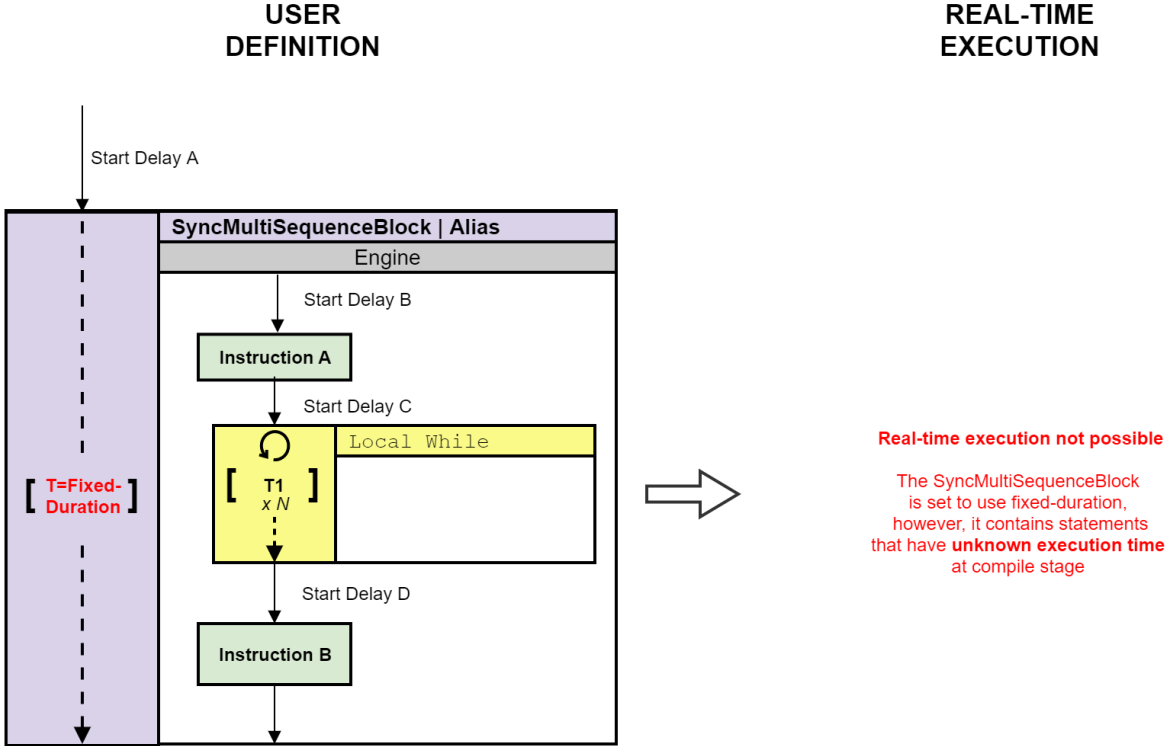 USER
DEFINITION
REAL-TIME
EXECUTION
Start Delay A
SyncMultiSequenceBlock | Alias
Engine
Start Delay B
Instruction A
Start Delay C
Local While
[ T1 ]
x N
[ T=Fixed-
Duration ]
Start Delay D
Instruction B
Real-time execution not possible
The SyncMultiSequenceBlock
is set to use fixed-duration,
however, it contains statements
that have unknown execution time
at compile stage